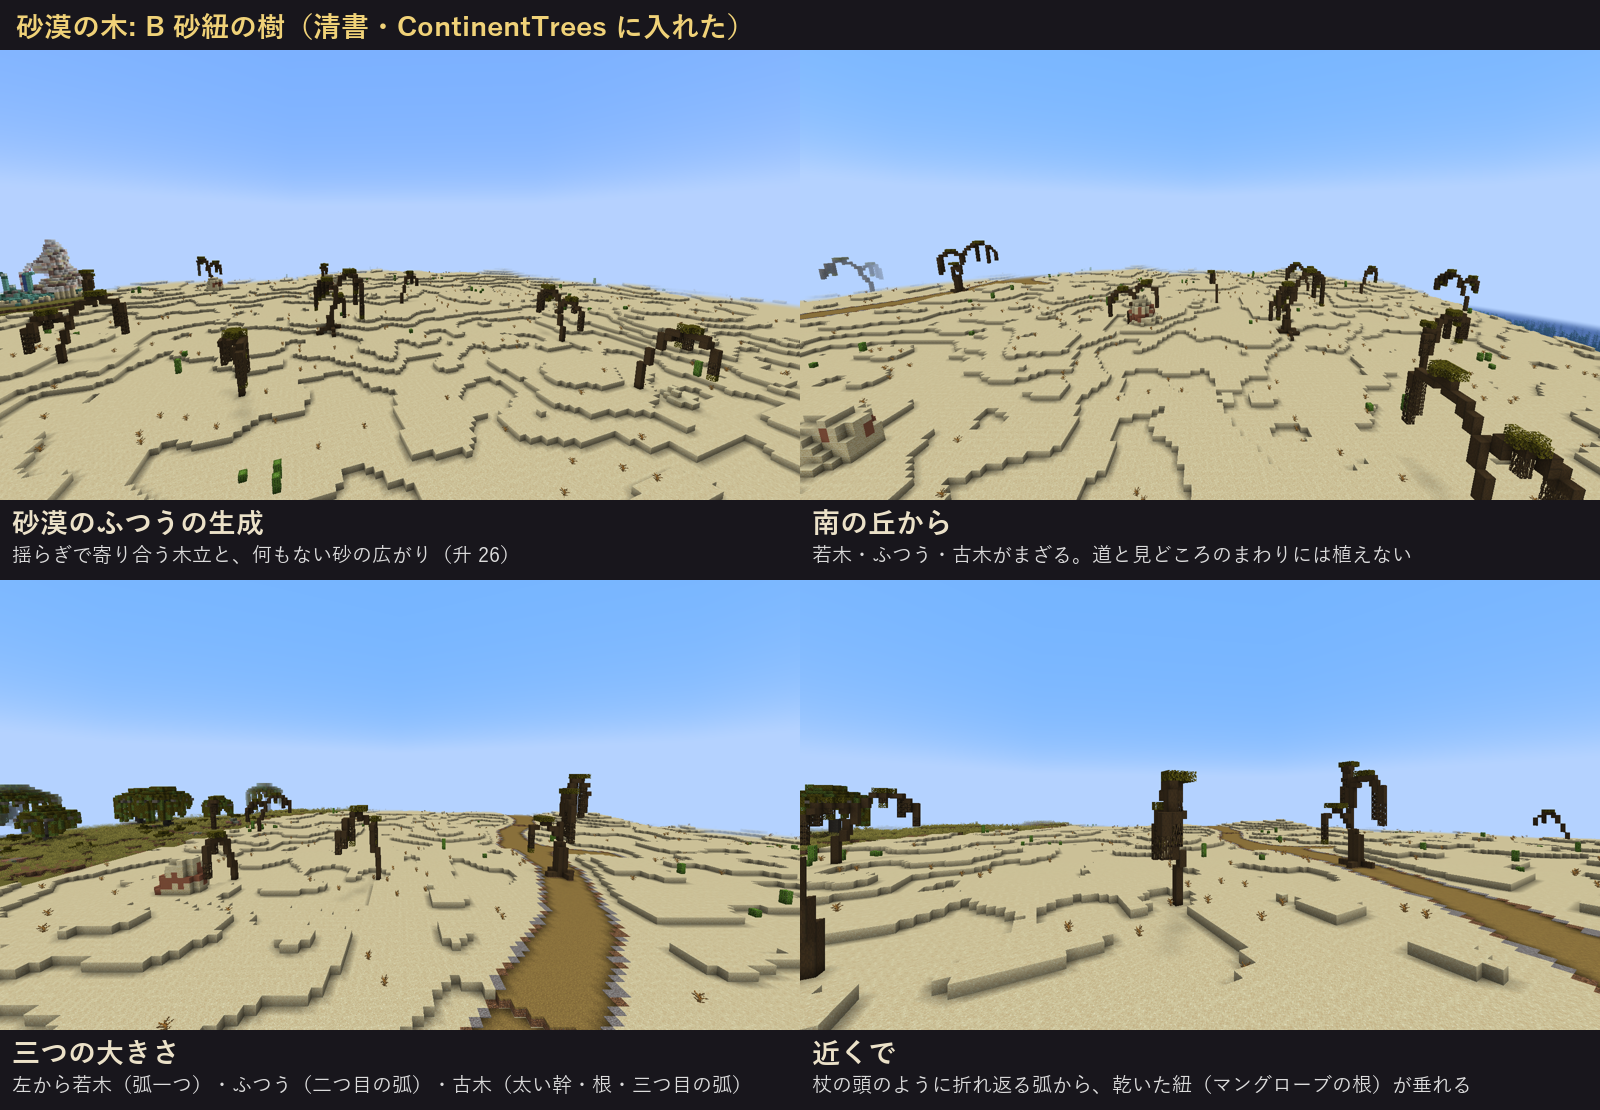 砂漠の木: B 砂紐の樹（清書・ContinentTrees に入れた）
砂漠のふつうの生成
揺らぎで寄り合う木立と、何もない砂の広がり（升 26）
南の丘から
若木・ふつう・古木がまざる。道と見どころのまわりには植えない
三つの大きさ
左から若木（弧一つ）・ふつう（二つ目の弧）・古木（太い幹・根・三つ目の弧）
近くで
杖の頭のように折れ返る弧から、乾いた紐（マングローブの根）が垂れる